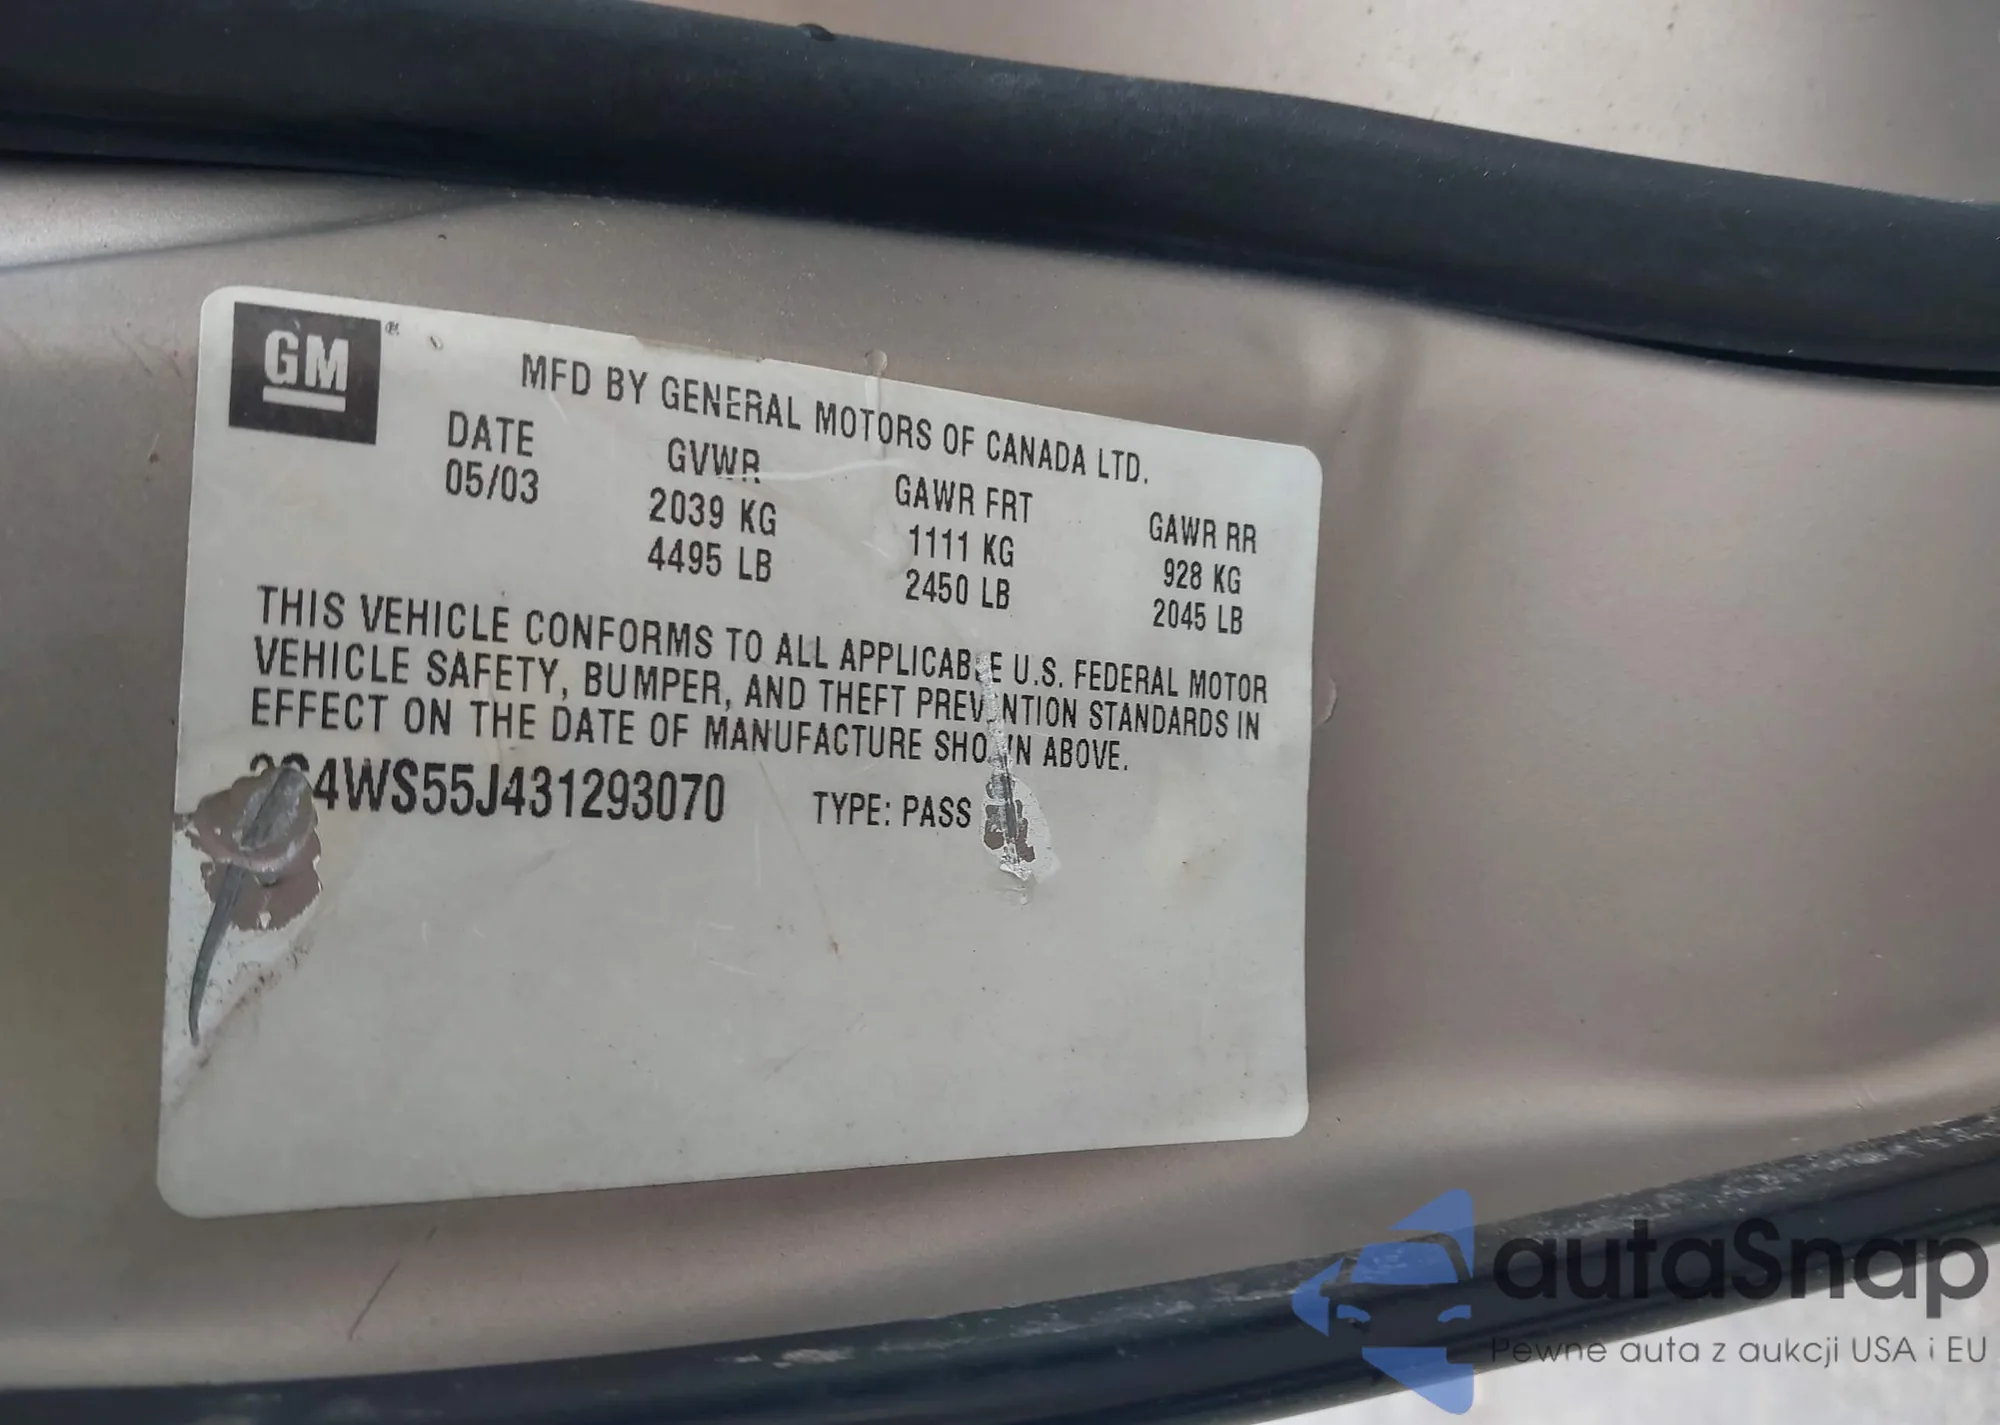 GM
®
MFD BY GENERAL MOTORS OF CANADA LTD.
DATE GVWR GAWR FRT GAWR RR
05/03 2039 KG 1111 KG 928 KG
4495 LB 2450 LB 2045 LB
THIS VEHICLE CONFORMS TO ALL APPLICABLE U.S. FEDERAL MOTOR
VEHICLE SAFETY, BUMPER, AND THEFT PREVENTION STANDARDS IN
EFFECT ON THE DATE OF MANUFACTURE SHOWN ABOVE.
2G4WS55J431293070 TYPE: PASS
autaSnap
Pewne auta z aukcji USA i EU